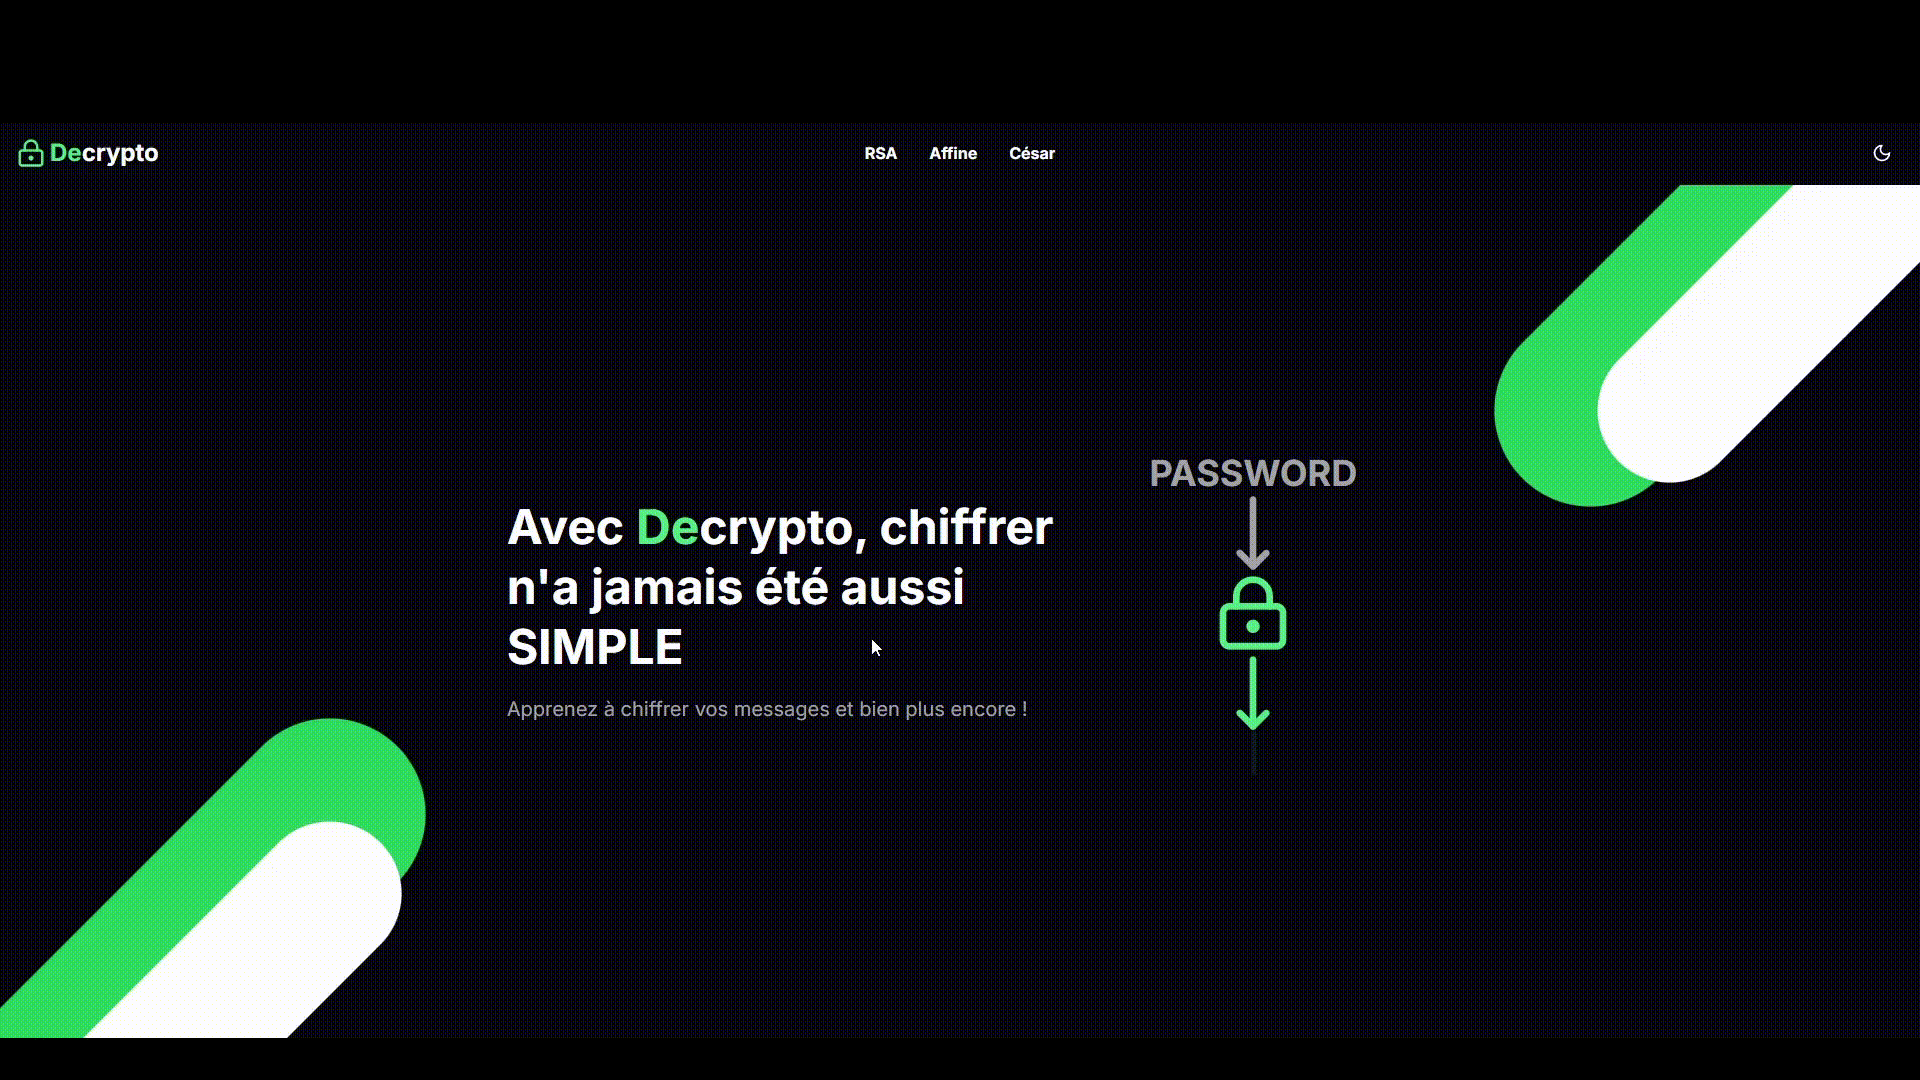 Decrypto
RSA Affine César
PASSWORD
Avec Decrypto, chiffrer
n'a jamais été aussi
SIMPLE
Apprenez à chiffrer vos messages et bien plus encore !